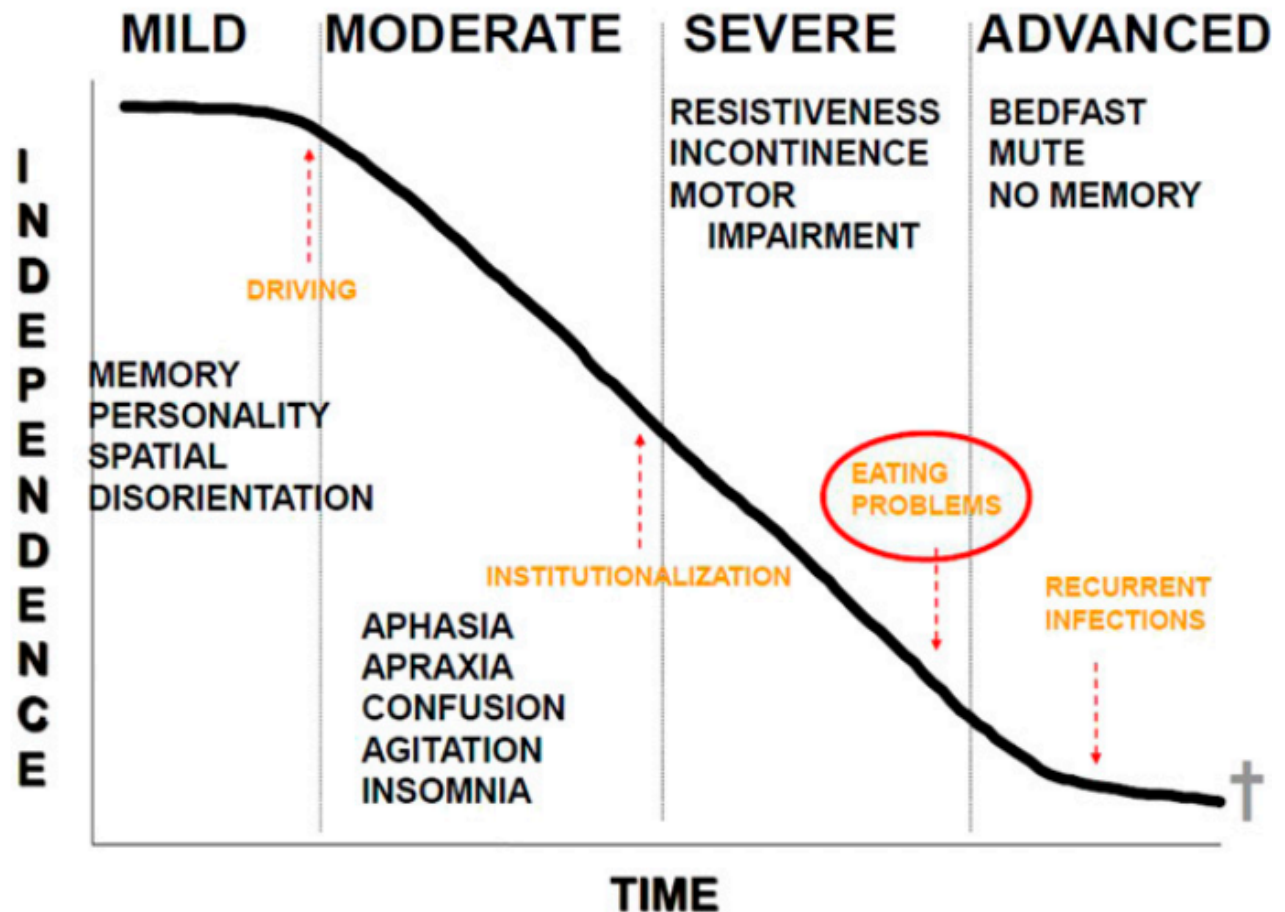 MILD
MODERATE
SEVERE
ADVANCED
INDEPENDENCE
RESISTIVENESS
INCONTINENCE
MOTOR
IMPAIRMENT
BEDFAST
MUTE
NO MEMORY
DRIVING
MEMORY
PERSONALITY
SPATIAL
DISORIENTATION
EATING
PROBLEMS
INSTITUTIONALIZATION
RECURRENT
INFECTIONS
APHASIA
APRAXIA
CONFUSION
AGITATION
INSOMNIA
TIME